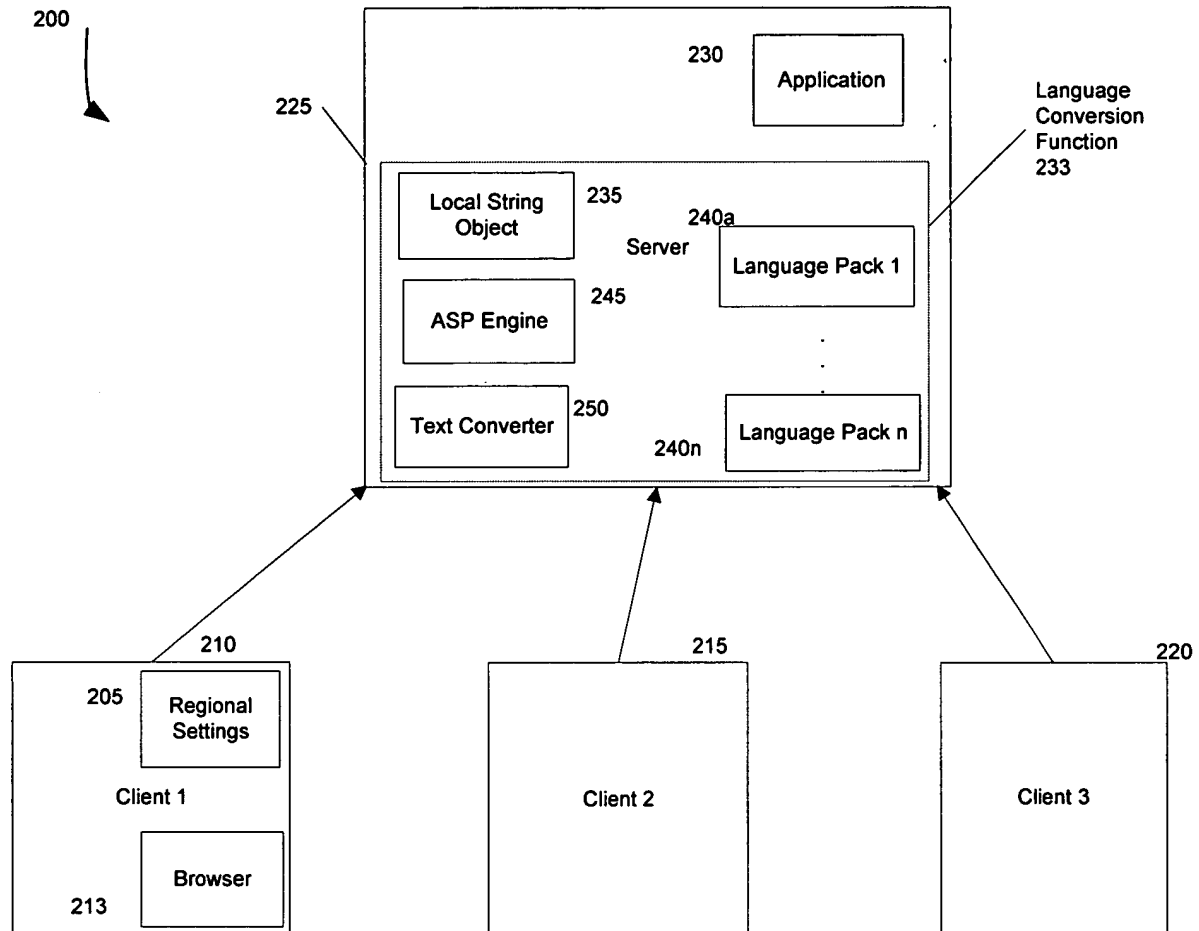 200
230
Application
225
Language
Conversion
Function
233
Local String
Object
235
240a
Server
Language Pack 1
ASP Engine
245
.
.
.
Text Converter
250
240n
Language Pack n
210
215
220
205
Regional
Settings
Client 1
Client 2
Client 3
Browser
213